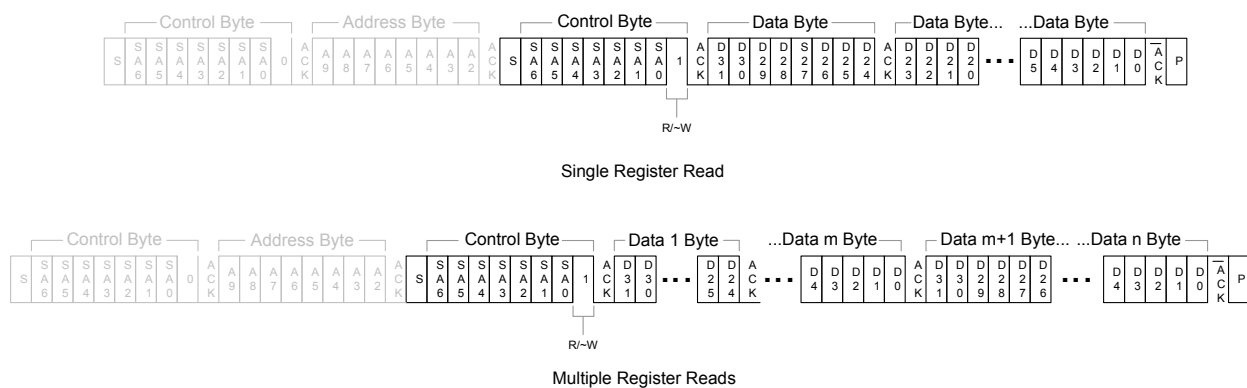 Control Byte Address Byte Control Byte Data Byte Data Byte... ...Data Byte
S SA6 SA5 SA4 SA3 SA2 SA1 SA0 0 ACK A9 A8 A7 A6 A5 A4 A3 A2 ACK S SA6 SA5 SA4 SA3 SA2 SA1 SA0 1 ACK D31 D30 D29 D28 S27 D26 D25 D24 ACK D23 D22 D21 D20 ... D5 D4 D3 D2 D1 D0 ACK P
R/~W
Single Register Read
Control Byte Address Byte Control Byte Data 1 Byte ...Data m Byte Data m+1 Byte... ...Data n Byte
S SA6 SA5 SA4 SA3 SA2 SA1 SA0 0 ACK A9 A8 A7 A6 A5 A4 A3 A2 ACK S SA6 SA5 SA4 SA3 SA2 SA1 SA0 1 ACK D31 D30 ... D25 D24 ACK ... D4 D3 D2 D1 D0 ACK D31 D30 D29 D28 D27 D26 ... D4 D3 D2 D1 D0 ACK P
R/~W
Multiple Register Reads